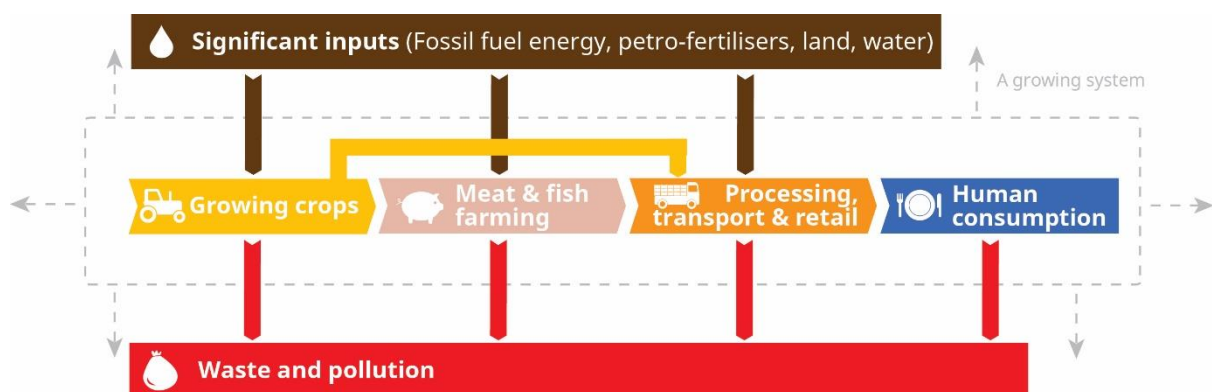 Significant inputs (Fossil fuel energy, petro-fertilisers, land, water)
A growing system
Growing crops
Meat & fish
farming
Processing,
transport & retail
Human
consumption
Waste and pollution